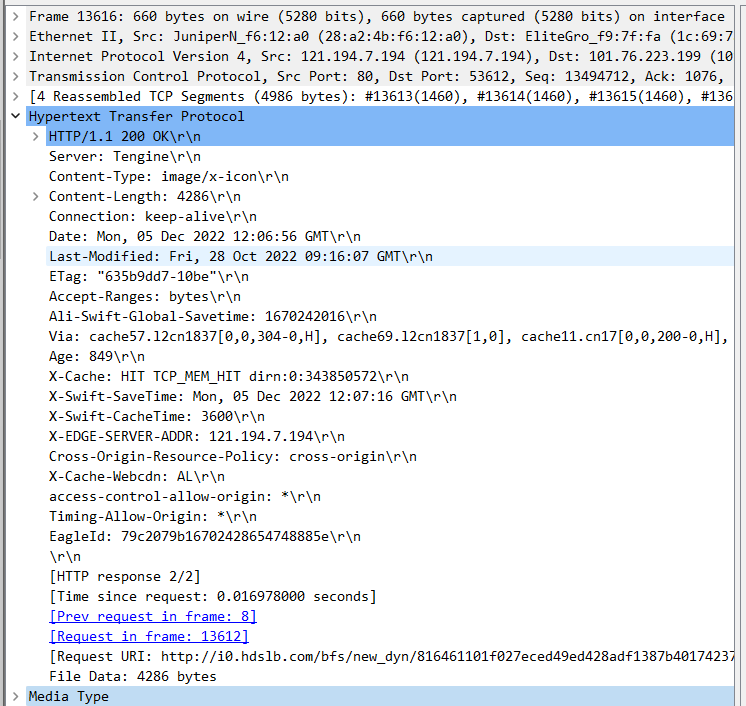 Frame 13616: 660 bytes on wire (5280 bits), 660 bytes captured (5280 bits) on interface
Ethernet II, Src: JuniperN_f6:12:a0 (28:a2:4b:f6:12:a0), Dst: EliteGro_f9:7f:fa (1c:69:7
Internet Protocol Version 4, Src: 121.194.7.194 (121.194.7.194), Dst: 101.76.223.199 (10
Transmission Control Protocol, Src Port: 80, Dst Port: 53612, Seq: 13494712, Ack: 1076,
[4 Reassembled TCP Segments (4986 bytes): #13613(1460), #13614(1460), #13615(1460), #136
Hypertext Transfer Protocol
HTTP/1.1 200 OK\r\n
Server: Tengine\r\n
Content-Type: image/x-icon\r\n
Content-Length: 4286\r\n
Connection: keep-alive\r\n
Date: Mon, 05 Dec 2022 12:06:56 GMT\r\n
Last-Modified: Fri, 28 Oct 2022 09:16:07 GMT\r\n
ETag: "635b9dd7-10be"\r\n
Accept-Ranges: bytes\r\n
Ali-Swift-Global-Savetime: 1670242016\r\n
Via: cache57.l2cn1837[0,0,304-0,H], cache69.l2cn1837[1,0], cache11.cn17[0,0,200-0,H],
Age: 849\r\n
X-Cache: HIT TCP_MEM_HIT dirn:0:343850572\r\n
X-Swift-SaveTime: Mon, 05 Dec 2022 12:07:16 GMT\r\n
X-Swift-CacheTime: 3600\r\n
X-EDGE-SERVER-ADDR: 121.194.7.194\r\n
Cross-Origin-Resource-Policy: cross-origin\r\n
X-Cache-Webcdn: AL\r\n
access-control-allow-origin: *\r\n
Timing-Allow-Origin: *\r\n
EagleId: 79c2079b16702428654748885e\r\n
\r\n
[HTTP response 2/2]
[Time since request: 0.016978000 seconds]
[Prev request in frame: 8]
[Request in frame: 13612]
[Request URI: http://i0.hdslb.com/bfs/new_dyn/816461101f027eced49ed428adf1387b40174237
File Data: 4286 bytes
Media Type